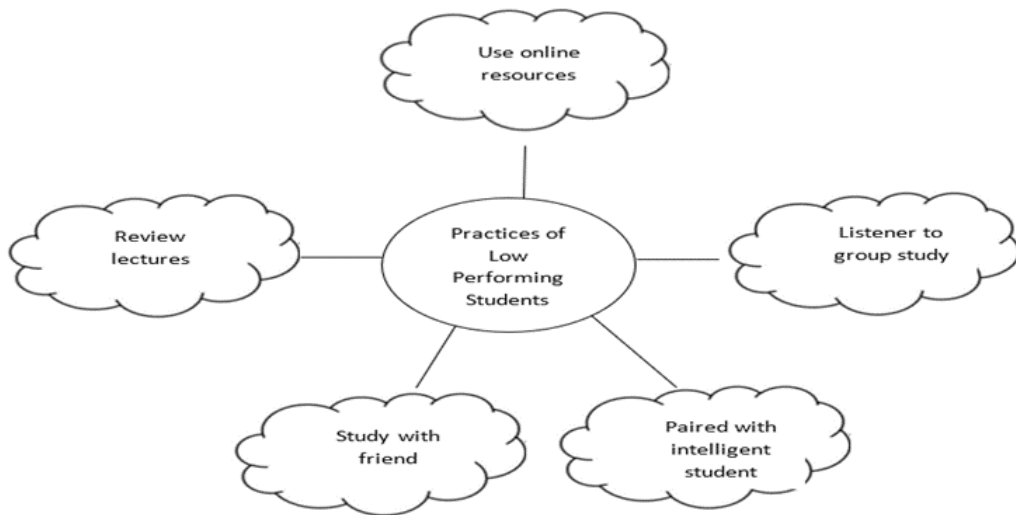 Use online
resources
Review
lectures
Practices of
Low
Performing
Students
Listener to
group study
Study with
friend
Paired with
intelligent
student